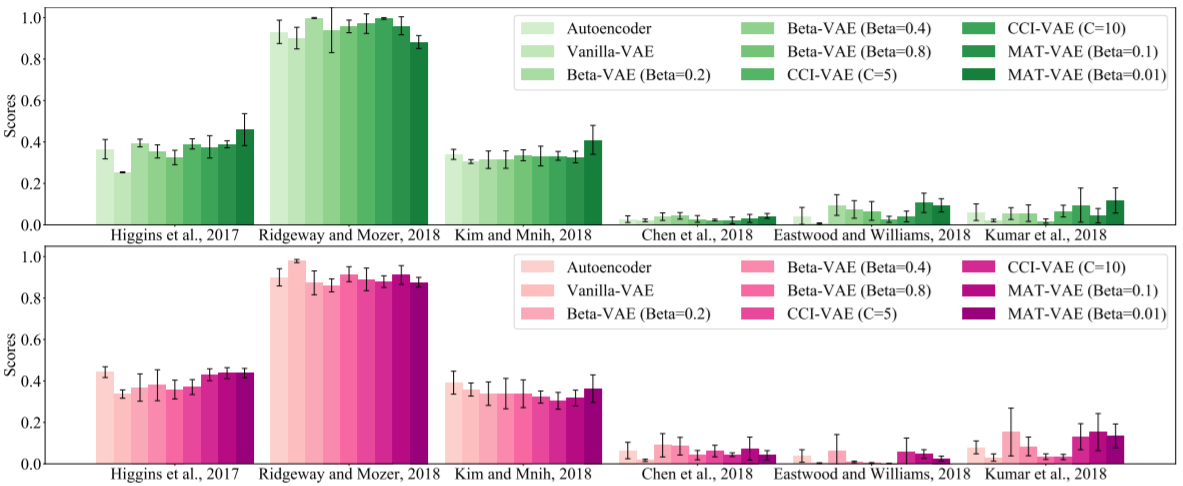 1.0
0.8
0.6
0.4
0.2
0.0
Scores
Autoencoder
Vanilla-VAE
Beta-VAE (Beta=0.2)
Beta-VAE (Beta=0.4)
Beta-VAE (Beta=0.8)
CCI-VAE (C=5)
CCI-VAE (C=10)
MAT-VAE (Beta=0.1)
MAT-VAE (Beta=0.01)
Higgins et al., 2017
Ridgeway and Mozer, 2018
Kim and Mnih, 2018
Chen et al., 2018
Eastwood and Williams, 2018
Kumar et al., 2018
1.0
0.8
0.6
0.4
0.2
0.0
Scores
Autoencoder
Vanilla-VAE
Beta-VAE (Beta=0.2)
Beta-VAE (Beta=0.4)
Beta-VAE (Beta=0.8)
CCI-VAE (C=5)
CCI-VAE (C=10)
MAT-VAE (Beta=0.1)
MAT-VAE (Beta=0.01)
Higgins et al., 2017
Ridgeway and Mozer, 2018
Kim and Mnih, 2018
Chen et al., 2018
Eastwood and Williams, 2018
Kumar et al., 2018